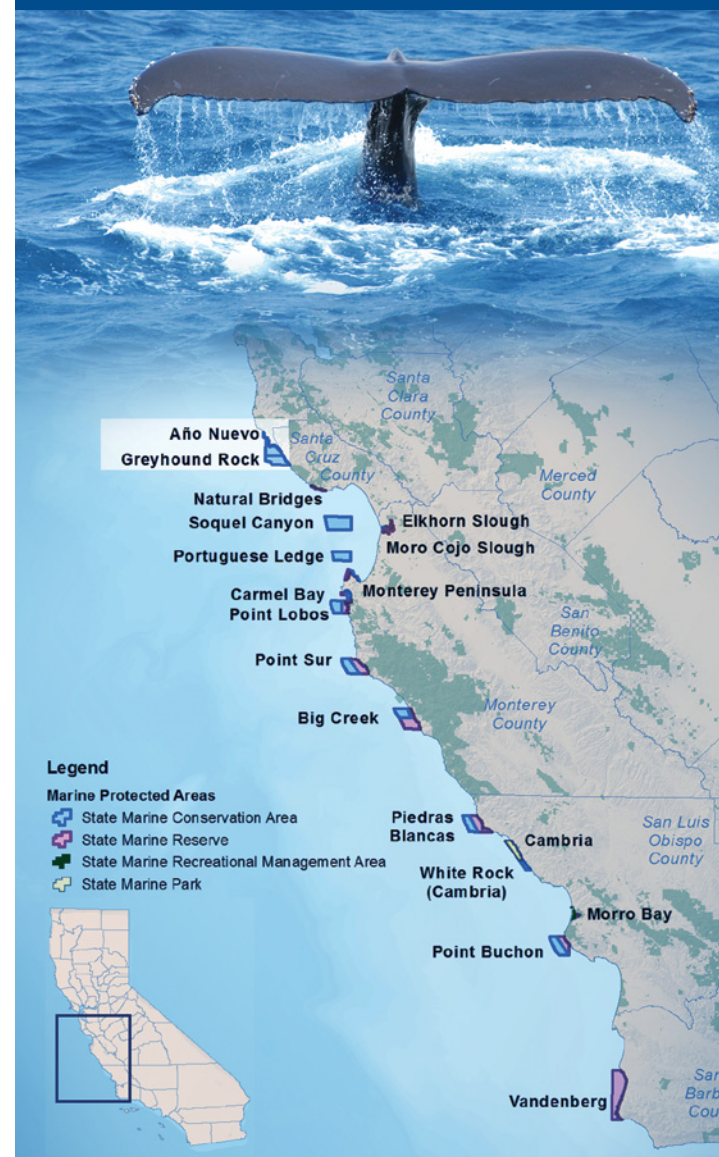 Santa
Clara
County
Año Nuevo
Greyhound Rock
Santa
Cruz
County
Merced
County
Natural Bridges
Soquel Canyon
Elkhorn Slough
Moro Cojo Slough
Portuguese Ledge
Carmel Bay
Monterey Peninsula
Point Lobos
San
Benito
County
Point Sur
Big Creek
Monterey
County
Legend
Marine Protected Areas
State Marine Conservation Area
State Marine Reserve
State Marine Recreational Management Area
State Marine Park
Piedras
Blancas
Cambria
San Luis
Obispo
County
White Rock
(Cambria)
Morro Bay
Point Buchon
Vandenberg
San
Barb
Cou